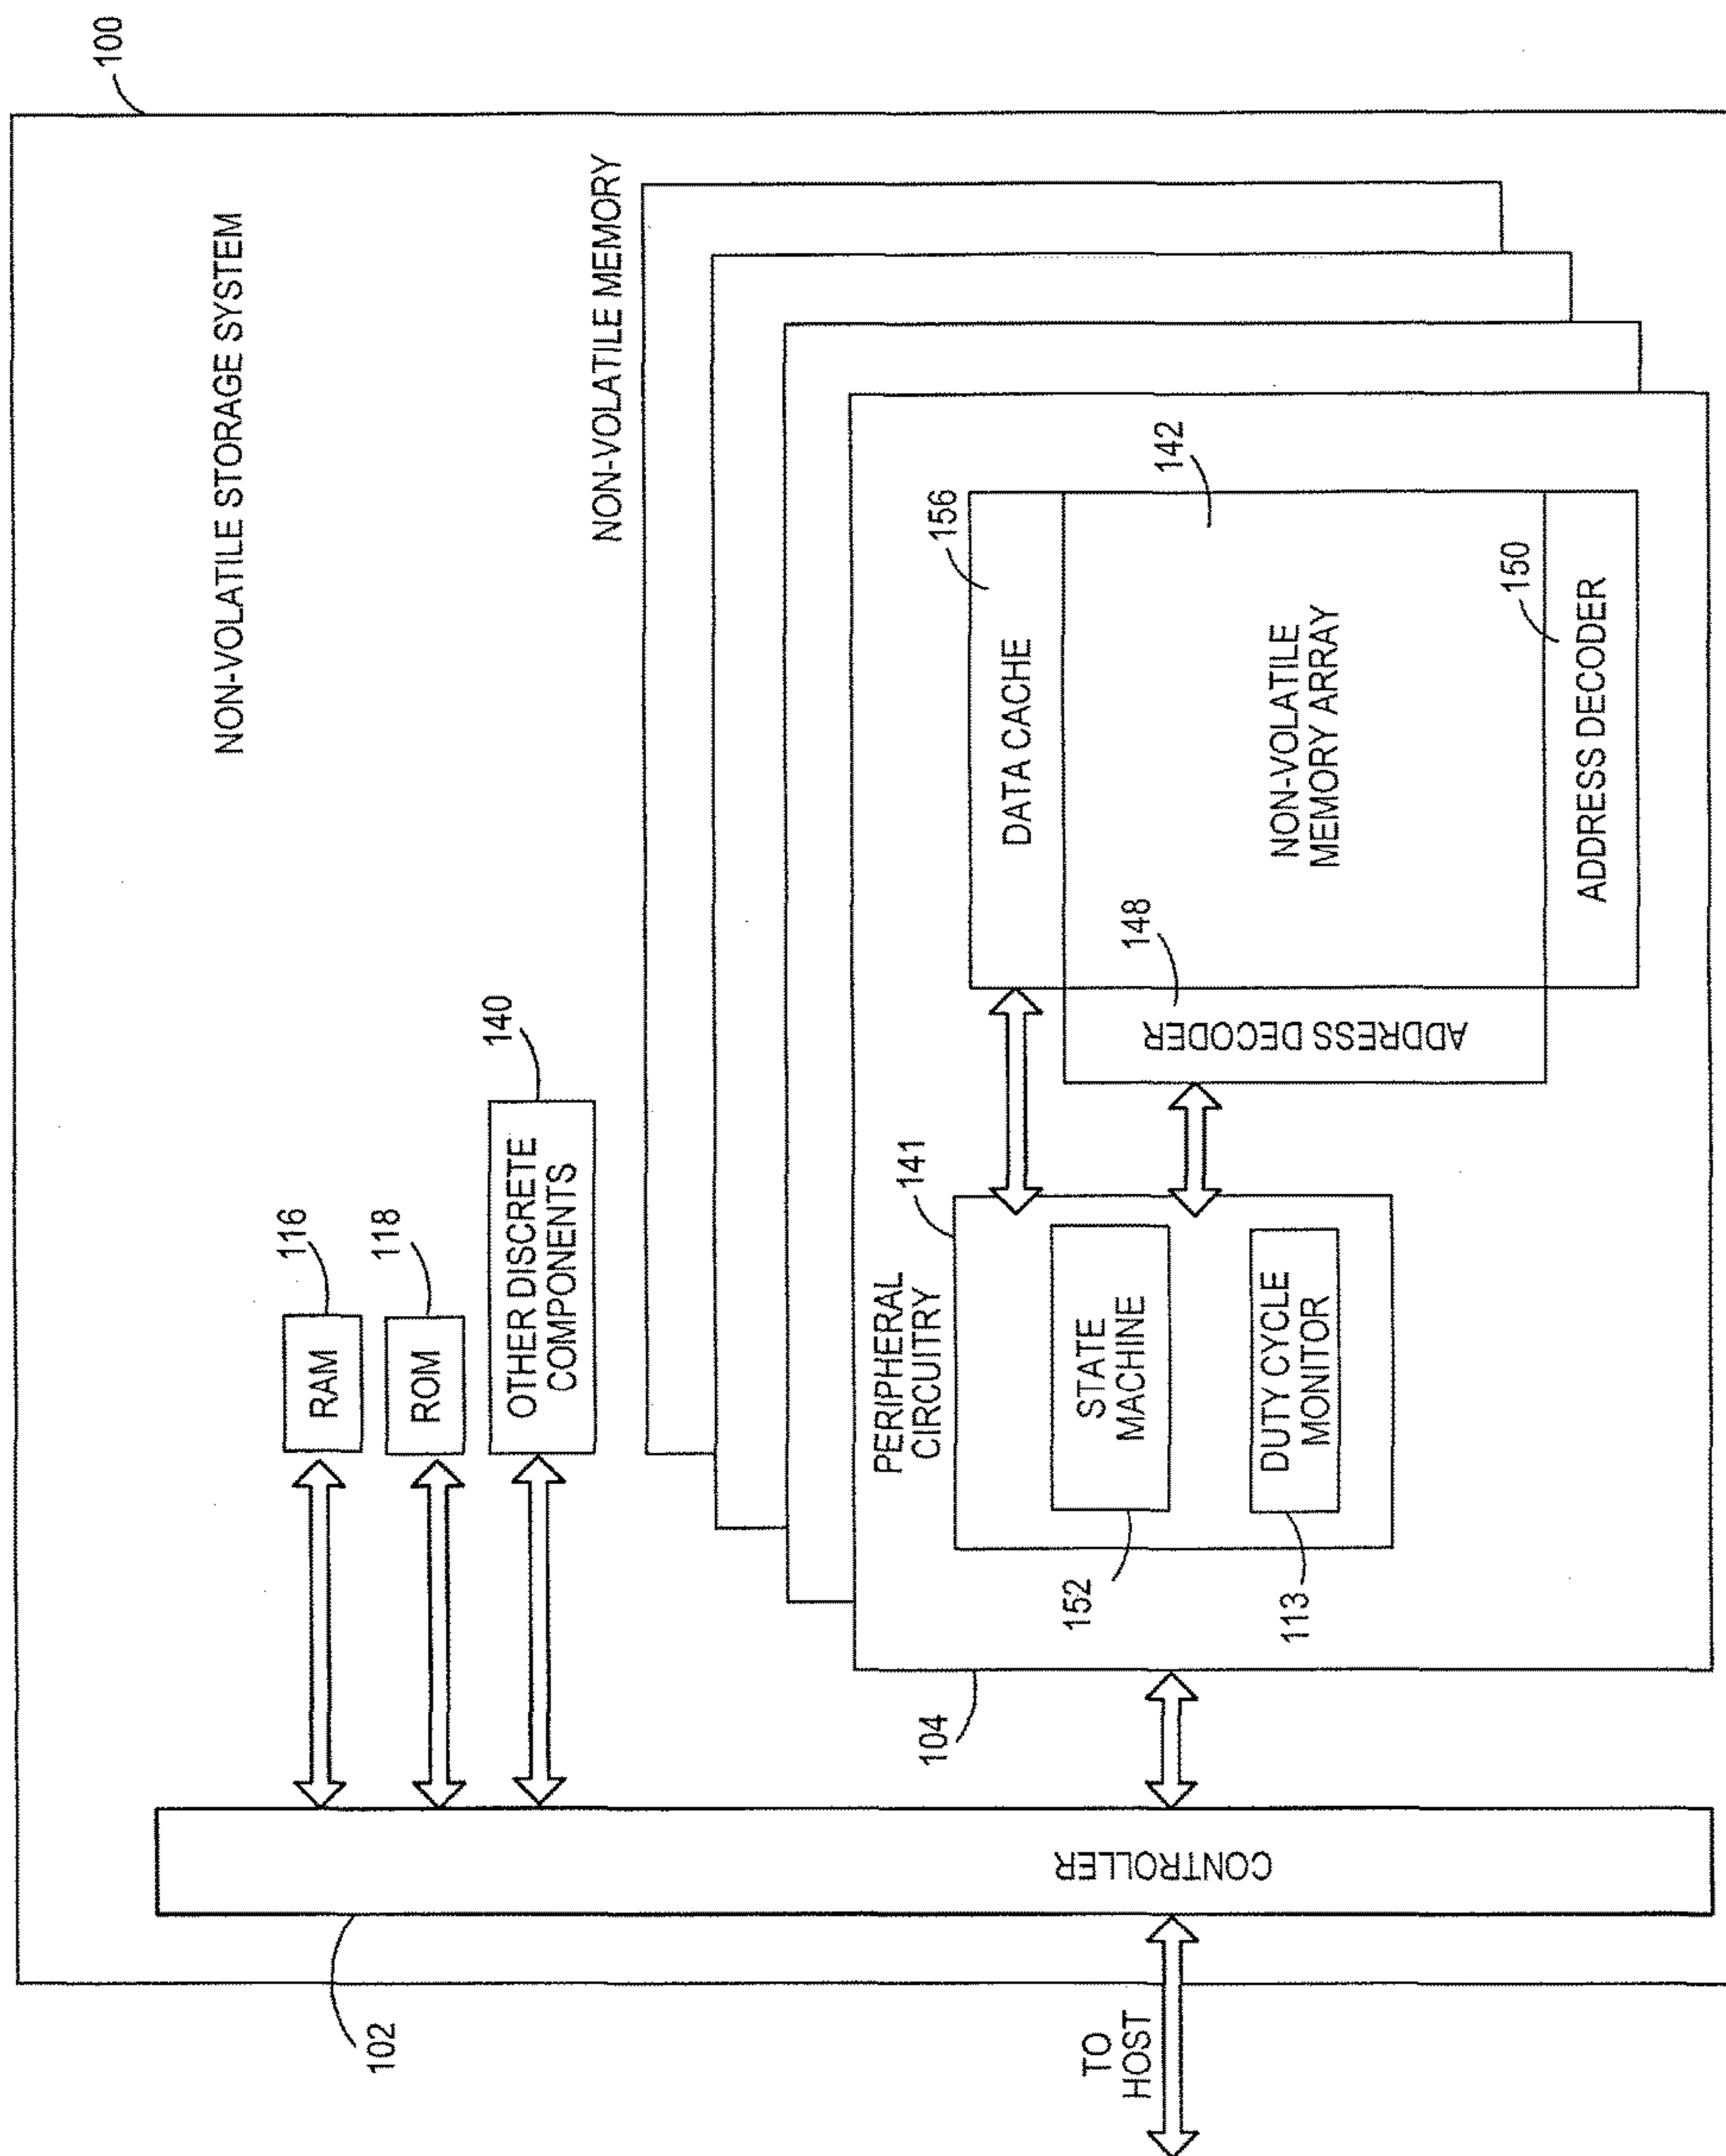 100
NON-VOLATILE STORAGE SYSTEM
116
RAM
118
ROM
140
OTHER DISCRETE
COMPONENTS
NON-VOLATILE MEMORY
102
CONTROLLER
TO
HOST
104
PERIPHERAL
CIRCUITRY
141
STATE
MACHINE
152
DUTY CYCLE
MONITOR
113
156
DATA CACHE
142
NON-VOLATILE
MEMORY ARRAY
148
ADDRESS DECODER
150
ADDRESS DECODER